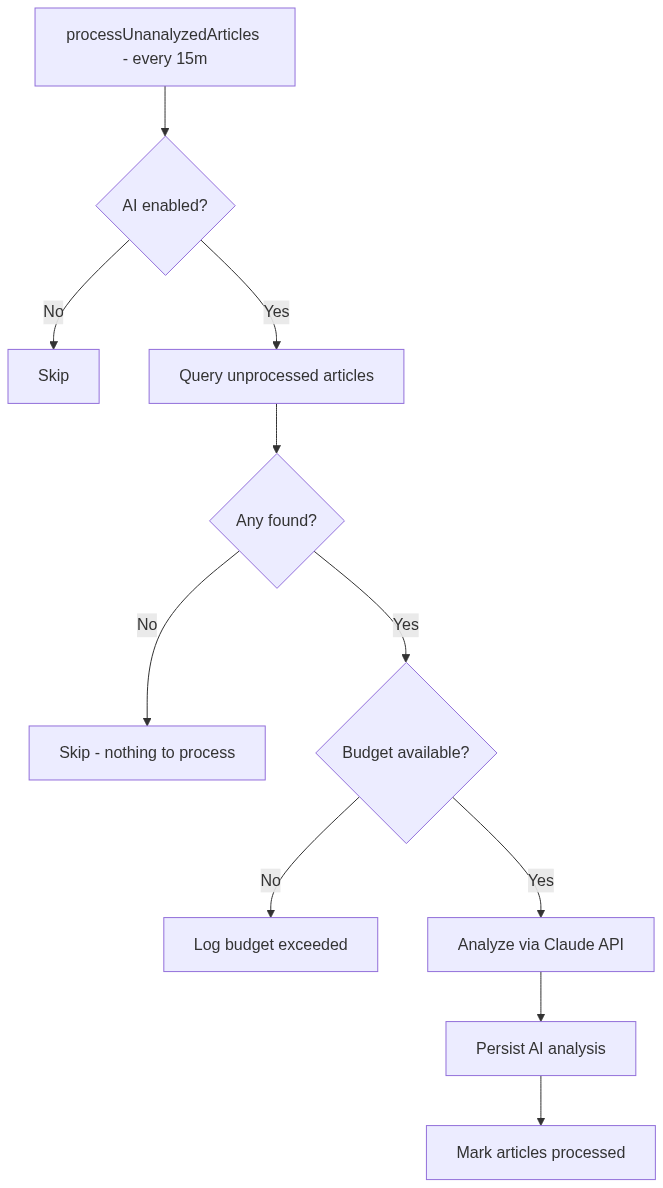 processUnanalyzedArticles
- every 15m
AI enabled?
No
Yes
Skip
Query unprocessed articles
Any found?
No
Yes
Skip - nothing to process
Budget available?
No
Yes
Log budget exceeded
Analyze via Claude API
Persist AI analysis
Mark articles processed